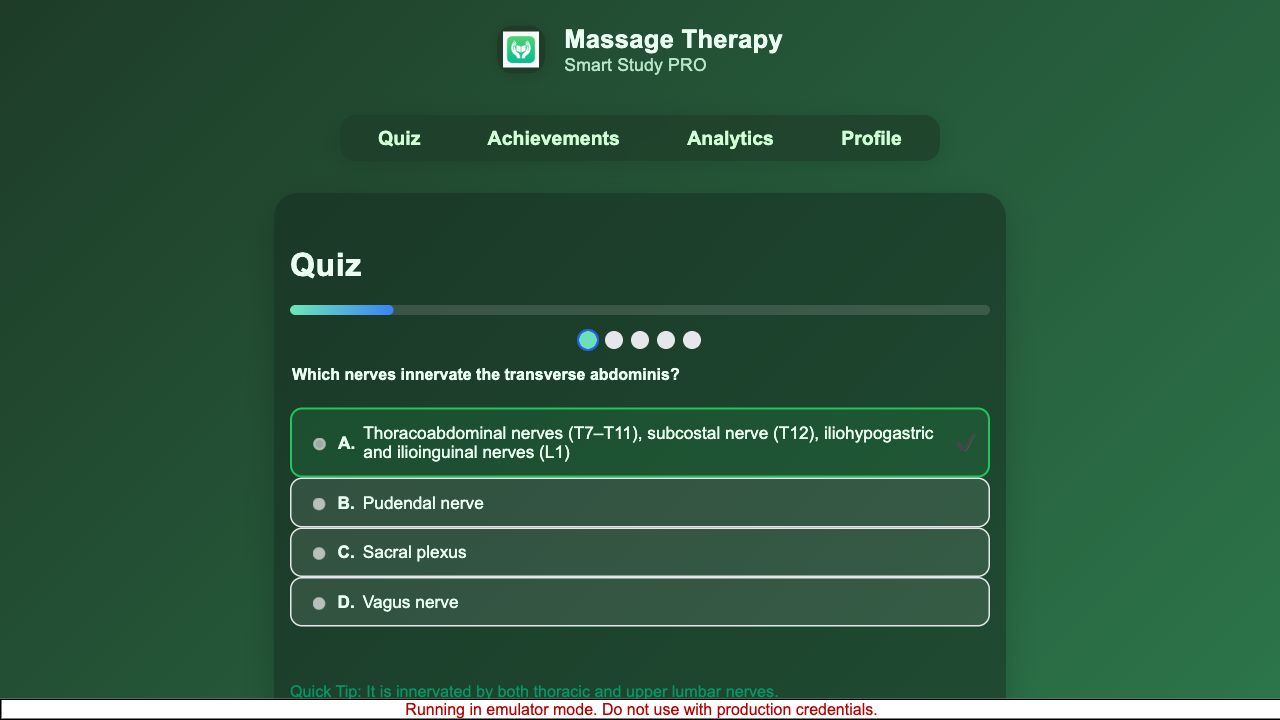 Massage Therapy
Smart Study PRO
Quiz
Achievements
Analytics
Profile
Quiz
Which nerves innervate the transverse abdominis?
A. Thoracoabdominal nerves (T7–T11), subcostal nerve (T12), iliohypogastric
and ilioinguinal nerves (L1)
B. Pudendal nerve
C. Sacral plexus
D. Vagus nerve
Quick Tip: It is innervated by both thoracic and upper lumbar nerves.
Running in emulator mode. Do not use with production credentials.